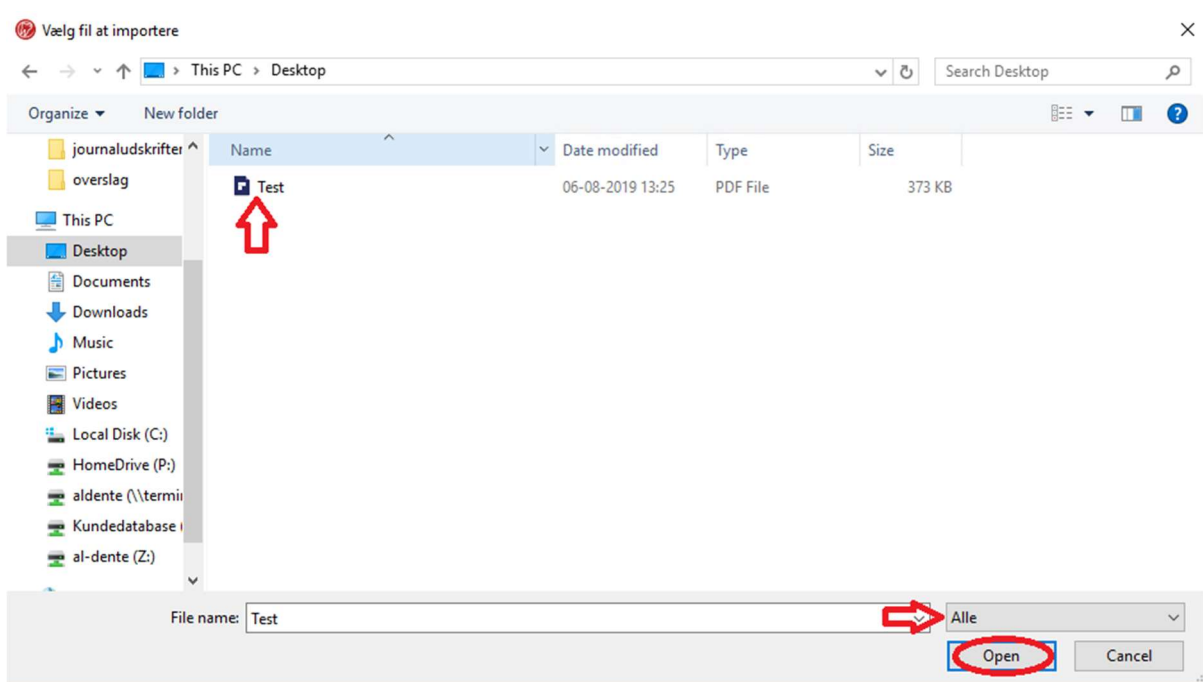 Vælg fil at importere
This PC > Desktop
Search Desktop
Organize
New folder
journaludskrifter
overslag
This PC
Desktop
Documents
Downloads
Music
Pictures
Videos
Local Disk (C:)
HomeDrive (P:)
aldente (\\termi
Kundedatabase (
al-dente (Z:)
Name Date modified Type Size
Test 06-08-2019 13:25 PDF File 373 KB
File name: Test
Alle
Open Cancel